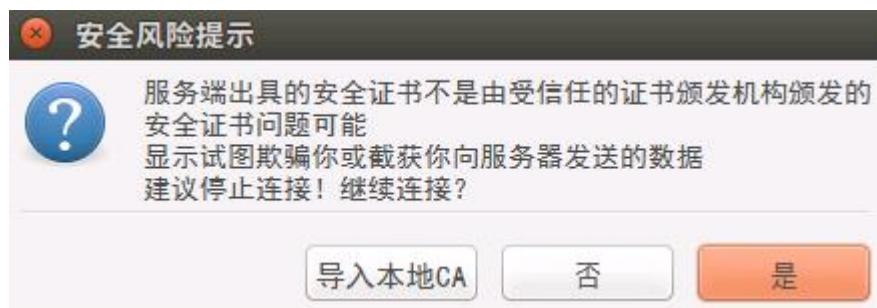 安全风险提示
服务端出具的安全证书不是由受信任的证书颁发机构颁发的
安全证书问题可能
显示试图欺骗你或截获你向服务器发送的数据
建议停止连接！继续连接？
导入本地CA
否
是